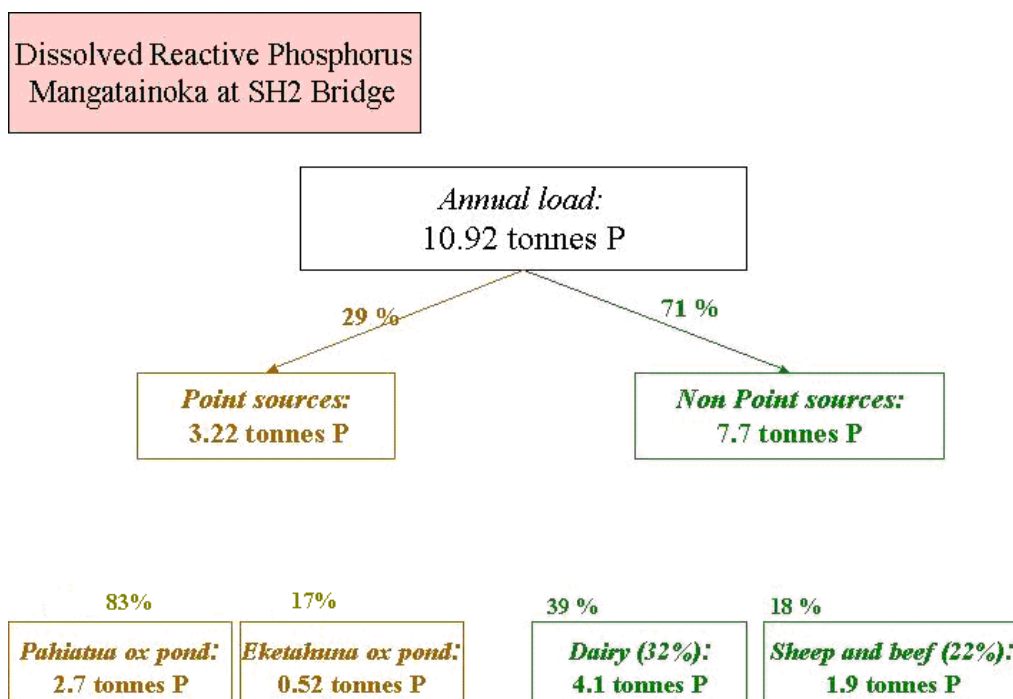 Dissolved Reactive Phosphorus
Mangatainoka at SH2 Bridge
Annual load:
10.92 tonnes P
29 %
71 %
Point sources:
3.22 tonnes P
Non Point sources:
7.7 tonnes P
83%
17%
39 %
18 %
Pahiatua ox pond:
2.7 tonnes P
Eketahuna ox pond:
0.52 tonnes P
Dairy (32%):
4.1 tonnes P
Sheep and beef (22%):
1.9 tonnes P